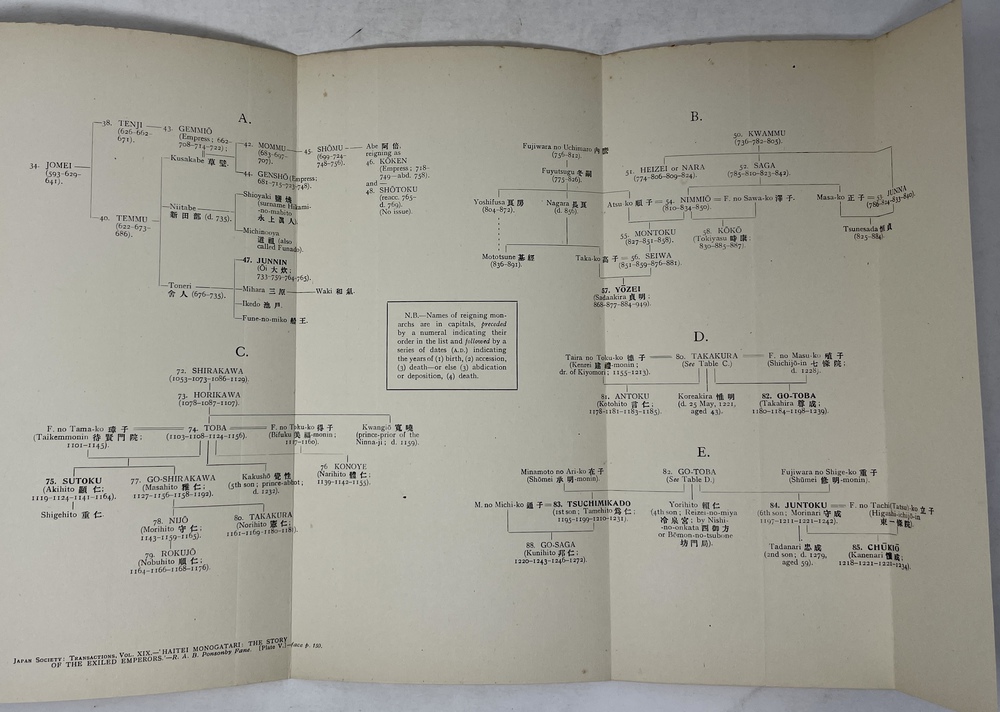 A.
34. JOMEI
(593–629–
641).
38. TENJI
(626–662–
671).
40. TEMMU
(622–673–
686).
43. GEMMIŌ
(Empress; 662–
708–714–722);
Kusakabe 草 壁.
Niitabe
新 田 部 (d. 735).
Toneri
舎 人 (676–735).
42. MOMMU
(683–697–
707).
44. GENSHŌ (Empress;
681–715–723–748).
Shioyaki 鹽 燒
(surname Hikami-
-no-mahito
氷 上 眞 人).
Michinooya
道 祖 (also
called Funado).
47. JUNNIN
(Ōi 大 炊;
733–759–764–765).
Mihara 三 原
Waki 和 氣.
Ikedo 池 戸.
Fune-no-miko 船 王.
45. SHŌMU
(699–724–
748–756).
Abe 阿 倍,
reigning as
46. KŌKEN
(Empress; 718–
749—abd. 758).
and —
48. SHŌTOKU
(reacc. 765–
d. 769).
(No issue).
B.
50. KWAMMU
(736–782–805).
Fujiwara no Uchimaro 内 麿
(756–812).
Fuyutsugu 冬 嗣
(775–826).
51. HEIZEI or NARA
(774–806–809–824).
52. SAGA
(785–810–823–842).
53. JUNNA
(786–824–833–840).
Yoshifusa 良 房
(804–872).
Nagara 長 良
(d. 856)
Atsu-ko 順 子 = 54. NIMMIŌ = F. no Sawa-ko 澤 子.
(810–834–850).
Masa-ko 正 子
Tsunesada 恒 貞
(825–884).
55. MONTOKU
(827–851–858).
58. KŌKŌ
(Tokiyasu 時 康;
830–885–887).
Mototsune 基 經
(836–891).
Taka-ko 高 子 = 56. SEIWA
(851–859–876–881).
57. YŌZEI
(Sadaakira 貞 明;
868–877–884–949).
N.B.—Names of reigning mon-
archs are in capitals, preceded
by a numeral indicating their
order in the list and followed by a
series of dates (A.D.) indicating
the years of (1) birth, (2) accession,
(3) death—or else (3) abdication
or deposition, (4) death.
C.
72. SHIRAKAWA
(1053–1073–1086–1129).
73. HORIKAWA
(1078–1087–1107).
F. no Tama-ko 璋 子
(Taikemmonin 待 賢 門 院;
1101–1145).
74. TOBA
(1103–1108–1124–1156).
F. no Toku-ko 得 子
(Bifuku 美 福-monin;
1117–1160).
Kwangiō 寬 曉
(prince-prior of the
Ninna-ji; d. 1159).
75. SUTOKU
(Akihito 顯 仁;
1119–1124–1141–1164).
Shigehito 重 仁.
77. GO-SHIRAKAWA
(Masahito 雅 仁;
1127–1156–1158–1192).
Kakushō 覺 性
(5th son; prince-abbot;
d. 1232).
76 KONOYE
(Narihito 體 仁;
1139–1142–1155).
78. NIJŌ
(Morihito 守 仁;
1143–1159–1165).
80. TAKAKURA
(Norihito 憲 仁;
1161–1169–1180–1181).
79. ROKUJŌ
(Nobuhito 順 仁;
1164–1166–1168–1176).
D.
Taira no Toku-ko 德 子
(Kenrei 建 禮-monin;
dr. of Kiyomori; 1155–1213).
80. TAKAKURA
(See Table C.)
F. no Masu-ko 殖 子
(Shichijō-in 七 條 院;
d. 1228).
81. ANTOKU
(Kotohito 言 仁;
1178–1181–1183–1185).
Koreakira 惟 明
(d. 25 May, 1221,
aged 43).
82. GO-TOBA
(Takahira 尊 成;
1180–1184–1198–1239).
E.
Minamoto no Ari-ko 在 子
(Shōmei 承 明-monin).
82. GO-TOBA
(See Table D.)
Fujiwara no Shige-ko 重 子
(Shūmei 修 明-monin).
M. no Michi-ko 通 子 = 83. TSUCHIMIKADO
(1st son; Tamehito 爲 仁;
1195–1199–1210–1231).
Yorihito 賴 仁
(4th son; Reizei-no-miya
冷 泉 宮; by Nishi-
-no-onkata 西 御 方
or Bōmon-no-tsubone
坊 門 局).
84. JUNTOKU
(6th son; Morinari 守 成
1197–1211–1221–1242).
F. no Tachi(Tatsu)-ko 立 子
(Higashi-ichijō-in
東 一 條 院).
88. GO-SAGA
(Kunihito 邦 仁;
1220–1243–1246–1272).
Tadanari 忠 成
(2nd son; d. 1279,
aged 59).
85. CHŪKIŌ
(Kanenari 懷 成;
1218–1221–1221–1234).
JAPAN SOCIETY: TRANSACTIONS, VOL. XIX.—'HAITEI MONOGATARI: THE STORY
OF THE EXILED EMPERORS.'—R. A. B. Ponsonby Fane. [Plate V.]—face p. 130.